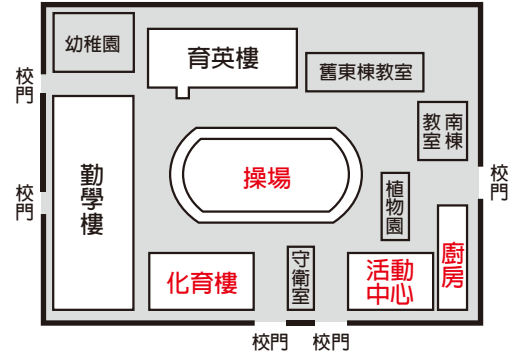 幼稚園
育英樓
舊東棟教室
校門
南棟
教室
勤學樓
操場
校門
植物園
校門
化育樓
守衛室
活動
中心
廚房
校門
校門